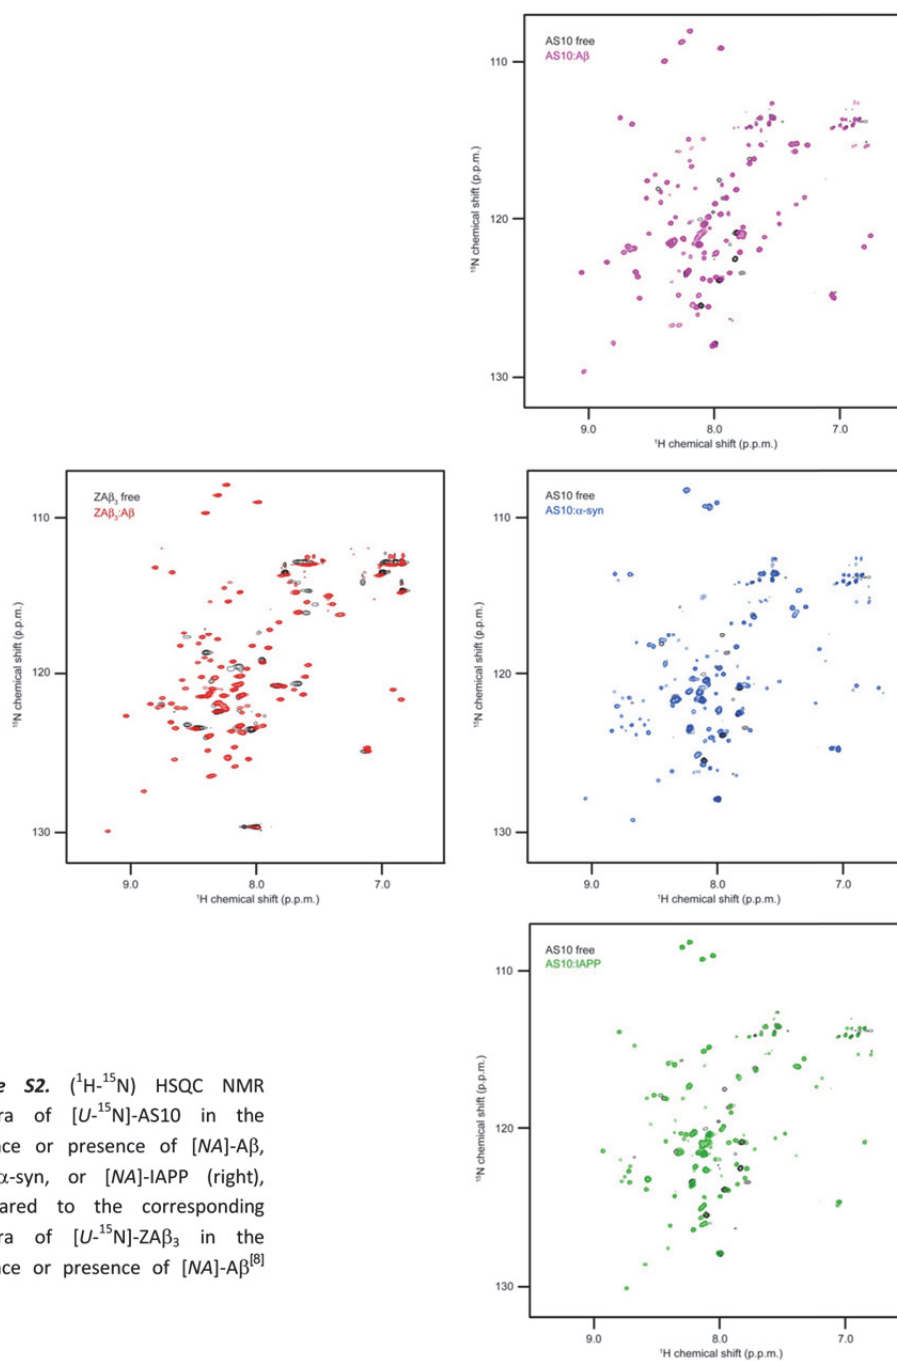 AS10 free
AS10:Aβ
110
120
130
¹⁵N chemical shift (p.p.m.)
9.0 8.0 7.0
¹H chemical shift (p.p.m.)
ZAβ₃ free
ZAβ₃:Aβ
110
120
130
¹⁵N chemical shift (p.p.m.)
9.0 8.0 7.0
¹H chemical shift (p.p.m.)
AS10 free
AS10:α-syn
110
120
130
¹⁵N chemical shift (p.p.m.)
9.0 8.0 7.0
¹H chemical shift (p.p.m.)
AS10 free
AS10:IAPP
110
120
130
¹⁵N chemical shift (p.p.m.)
9.0 8.0 7.0
¹H chemical shift (p.p.m.)
e S2. (¹H-¹⁵N) HSQC NMR
ra of [U-¹⁵N]-AS10 in the
nce or presence of [NA]-Aβ,
α-syn, or [NA]-IAPP (right),
ared to the corresponding
ra of [U-¹⁵N]-ZAβ₃ in the
nce or presence of [NA]-Aβ[8]